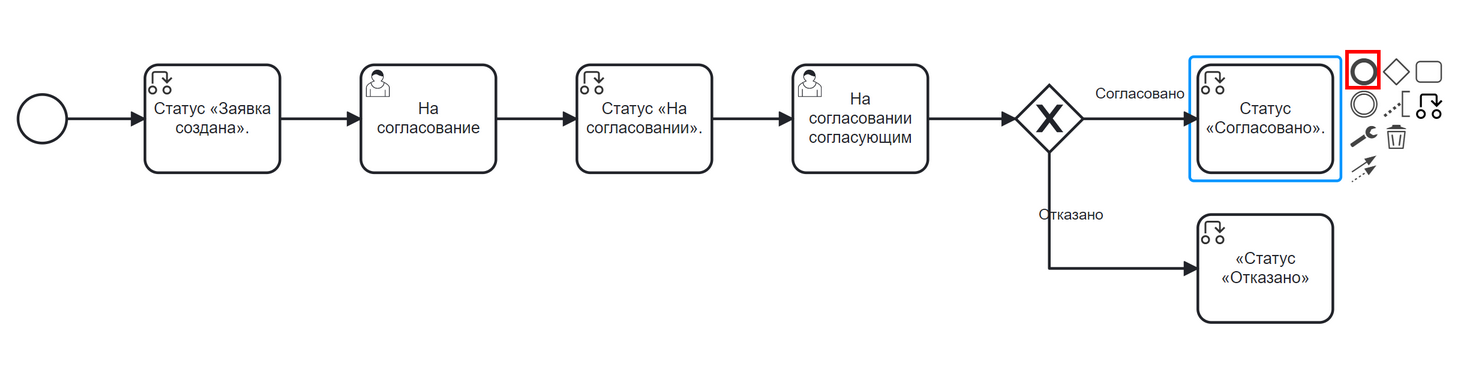 Статус «Заявка
создана».
На
согласование
Статус «На
согласовании».
На
согласовании
согласующим
Согласовано
Статус
«Согласовано».
Отказано
«Статус
«Отказано»